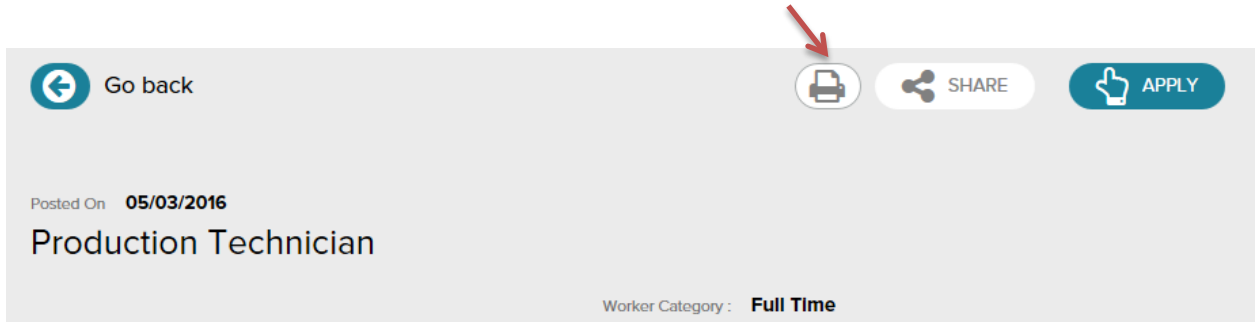 Go back SHARE APPLY
Posted On 05/03/2016
Production Technician
Worker Category : Full Time